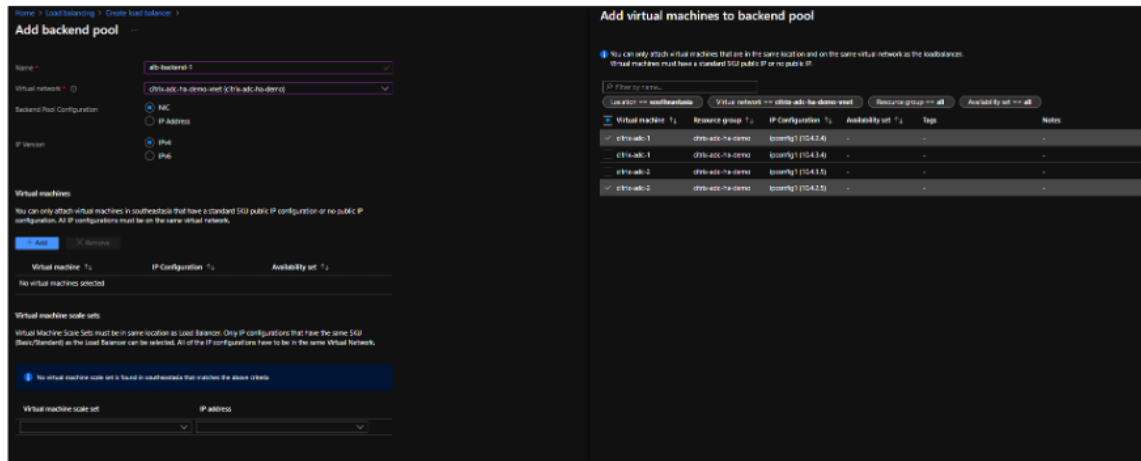 Home > Load balancing > Create load balancer >
Add backend pool ...
Name *
alb-backend-1
Virtual network *
citrix-adc-ha-demo-vnet (citrix-adc-ha-demo)
Backend Pool Configuration
NIC
IP Address
IP Version
IPv4
IPv6
Virtual machines
You can only attach virtual machines in southeastasia that have a standard SKU public IP configuration or no public IP
configuration. All IP configurations must be on the same virtual network.
+ Add
Remove
Virtual machine ↑↓ IP Configuration ↑↓ Availability set ↑↓
No virtual machines selected
Virtual machine scale sets
Virtual Machine Scale Sets must be in same location as Load Balancer. Only IP configurations that have the same SKU
(Basic/Standard) as the Load Balancer can be selected. All of the IP configurations have to be in the same Virtual Network.
No virtual machine scale set is found in southeastasia that matches the above criteria
Virtual machine scale set IP address
Add virtual machines to backend pool
You can only attach virtual machines that are in the same location and on the same virtual network as the loadbalancer.
Virtual machines must have a standard SKU public IP or no public IP.
Filter by name...
Location == southeastasia Virtual network == citrix-adc-ha-demo-vnet Resource group == all Availability set == all
Virtual machine ↑↓ Resource group ↑↓ IP Configuration ↑↓ Availability set ↑↓ Tags Notes
citrix-adc-1 citrix-adc-ha-demo ipconfig1 (10.4.2.4) - - -
citrix-adc-1 citrix-adc-ha-demo ipconfig1 (10.4.3.4) - - -
citrix-adc-2 citrix-adc-ha-demo ipconfig1 (10.4.3.5) - - -
citrix-adc-2 citrix-adc-ha-demo ipconfig1 (10.4.2.5) - - -